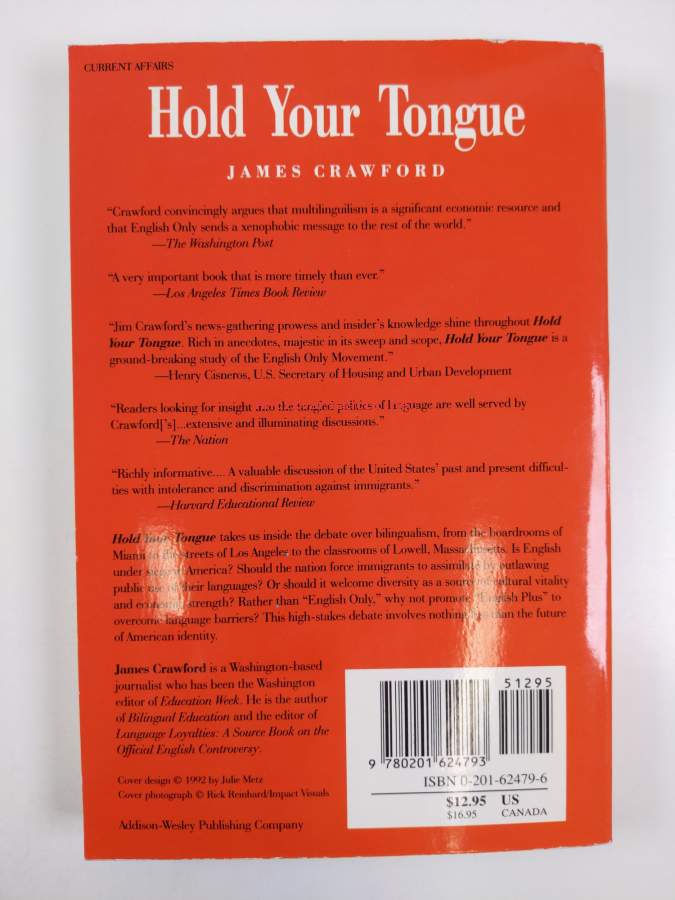 CURRENT AFFAIRS
Hold Your Tongue
JAMES CRAWFORD
“Crawford convincingly argues that multilinguilism is a significant economic resource and
that English Only sends a xenophobic message to the rest of the world.”
—The Washington Post
“A very important book that is more timely than ever.”
—Los Angeles Times Book Review
“Jim Crawford’s news-gathering prowess and insider’s knowledge shine throughout Hold
Your Tongue. Rich in anecdotes, majestic in its sweep and scope, Hold Your Tongue is a
ground-breaking study of the English Only Movement.”
—Henry Cisneros, U.S. Secretary of Housing and Urban Development
“Readers looking for insight into the tangled politics of language are well served by
Crawford[’s]...extensive and illuminating discussions.”
—The Nation
“Richly informative.... A valuable discussion of the United States’ past and present difficul-
ties with intolerance and discrimination against immigrants.”
—Harvard Educational Review
Hold Your Tongue takes us inside the debate over bilingualism, from the boardrooms of
Miami to the streets of Los Angeles to the classrooms of Lowell, Massachusetts. Is English
under siege in America? Should the nation force immigrants to assimilate by outlawing
public use of their languages? Or should it welcome diversity as a source of cultural vitality
and economic strength? Rather than “English Only,” why not promote “English Plus” to
overcome language barriers? This high-stakes debate involves nothing less than the future
of American identity.
James Crawford is a Washington-based
journalist who has been the Washington
editor of Education Week. He is the author
of Bilingual Education and the editor of
Language Loyalties: A Source Book on the
Official English Controversy.
Cover design © 1992 by Julie Metz
Cover photograph © Rick Reinhard/Impact Visuals
Addison-Wesley Publishing Company
51295
9 780201 624793
ISBN 0-201-62479-6
$12.95 US
$16.95 CANADA